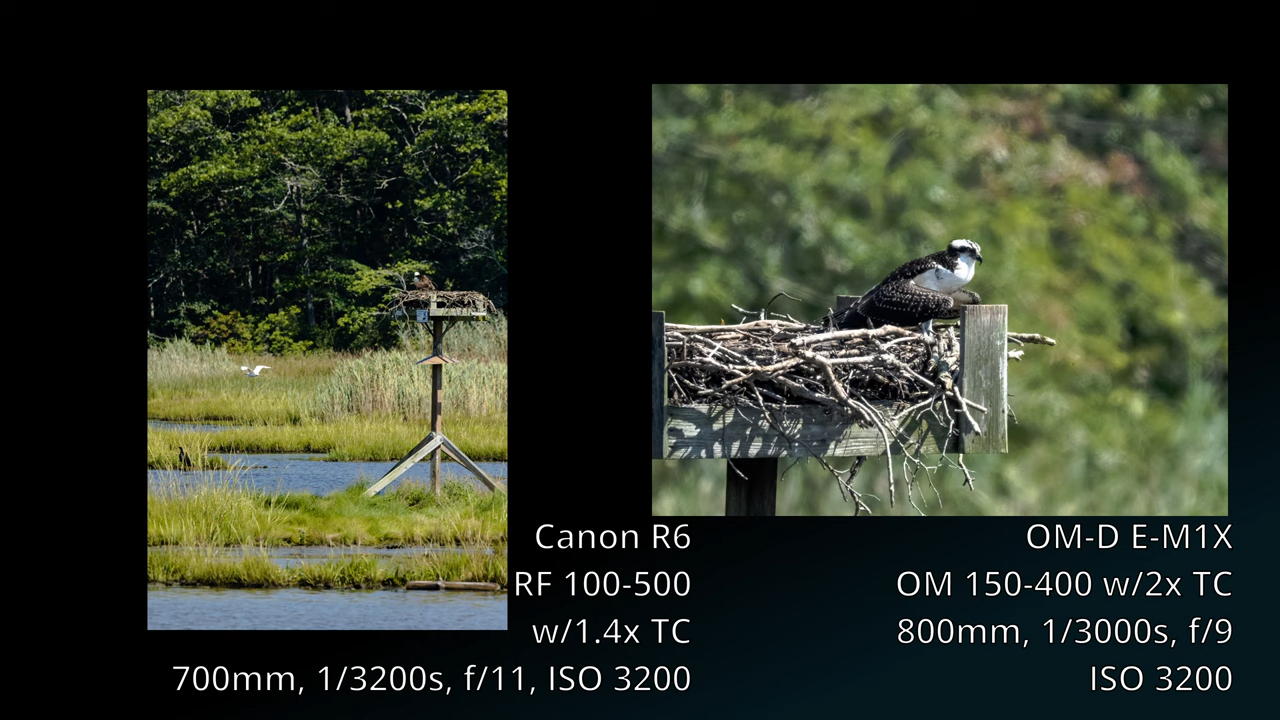 Canon R6
RF 100-500
w/1.4x TC
700mm, 1/3200s, f/11, ISO 3200
OM-D E-M1X
OM 150-400 w/2x TC
800mm, 1/3000s, f/9
ISO 3200